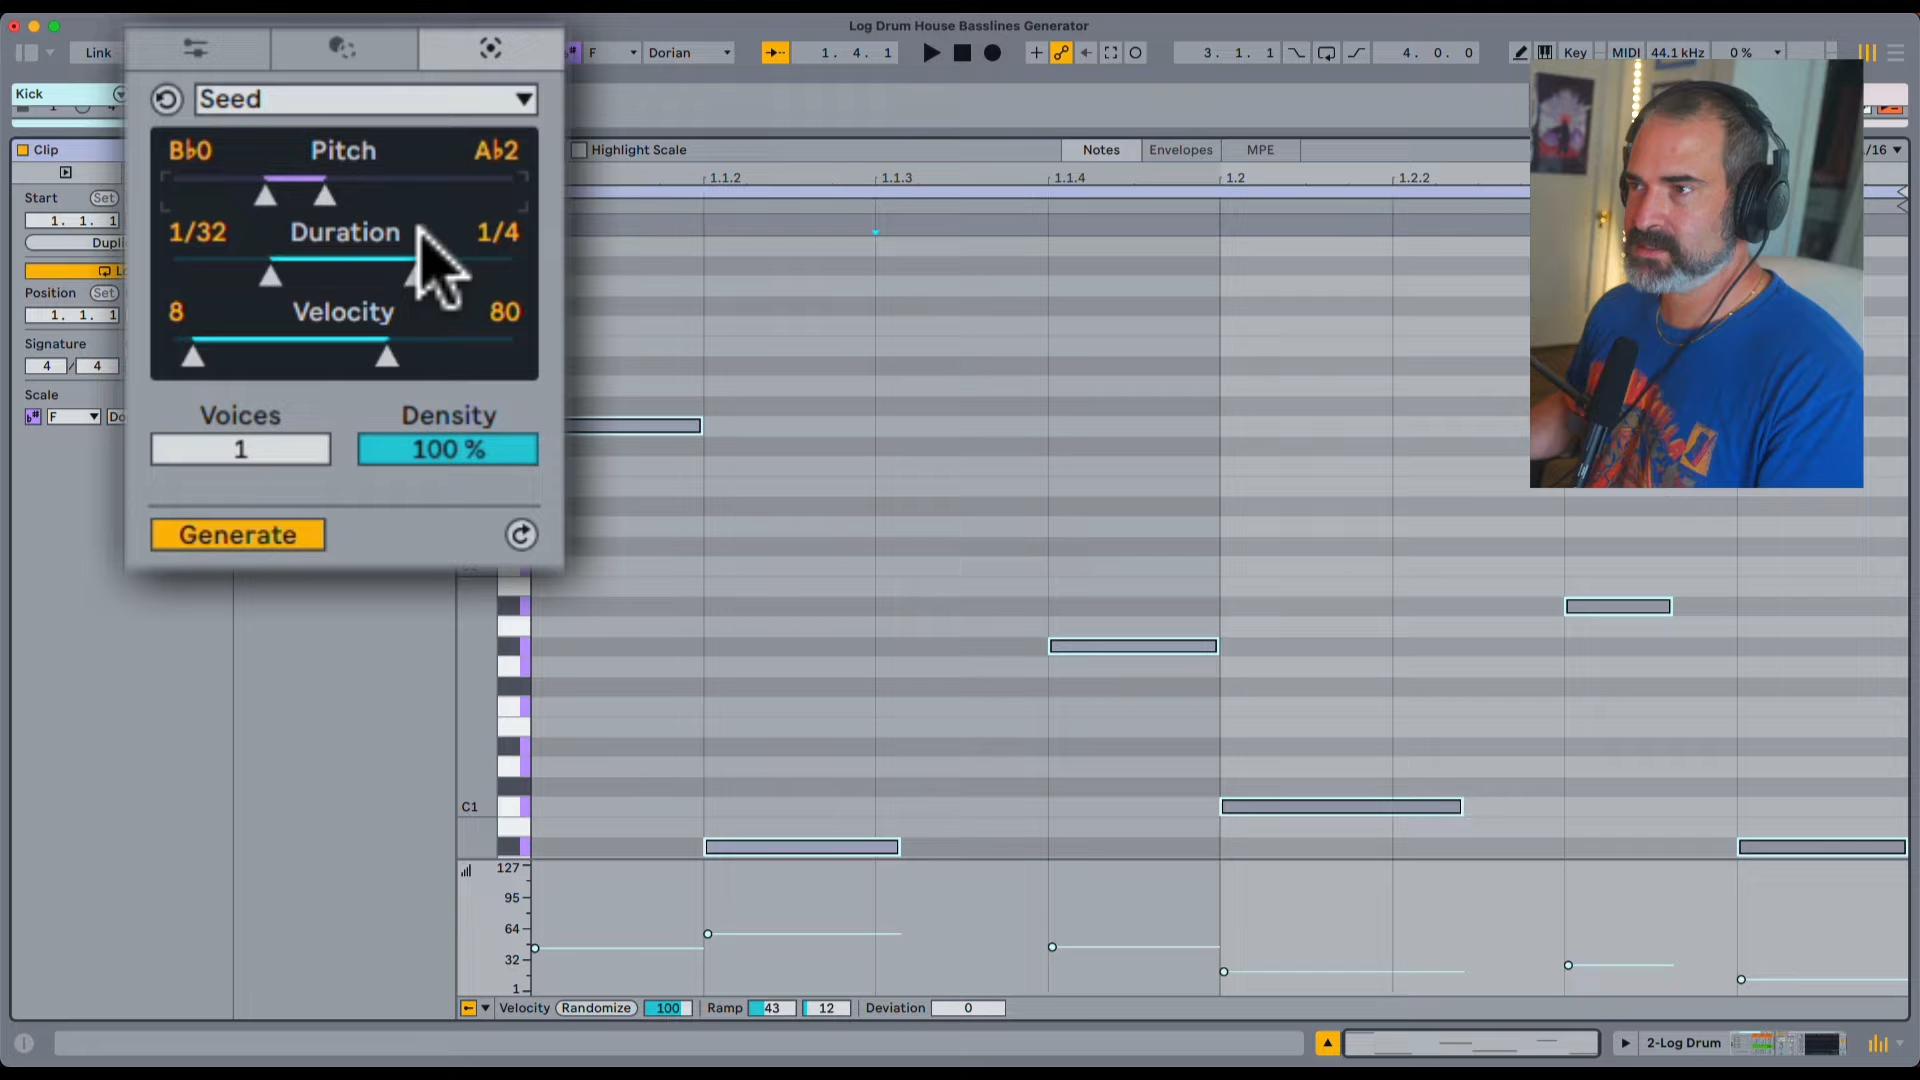 Log Drum House Basslines Generator
Link
F
Dorian
1. 4. 1
3. 1. 1
4. 0. 0
Key
MIDI
44.1 kHz
0 %
Kick
Seed
B♭0 Pitch A♭2
1/32 Duration 1/4
8 Velocity 80
Voices Density
1 100 %
Generate
Clip
Start Set
1. 1. 1
Dupli
Position Set
1. 1. 1
Signature
4 / 4
Scale
F
Highlight Scale
Notes Envelopes MPE
/16
1.1.2 1.1.3 1.1.4 1.2 1.2.2
C1
127
95
64
32
1
Velocity Randomize 100 Ramp 43 12 Deviation 0
2-Log Drum